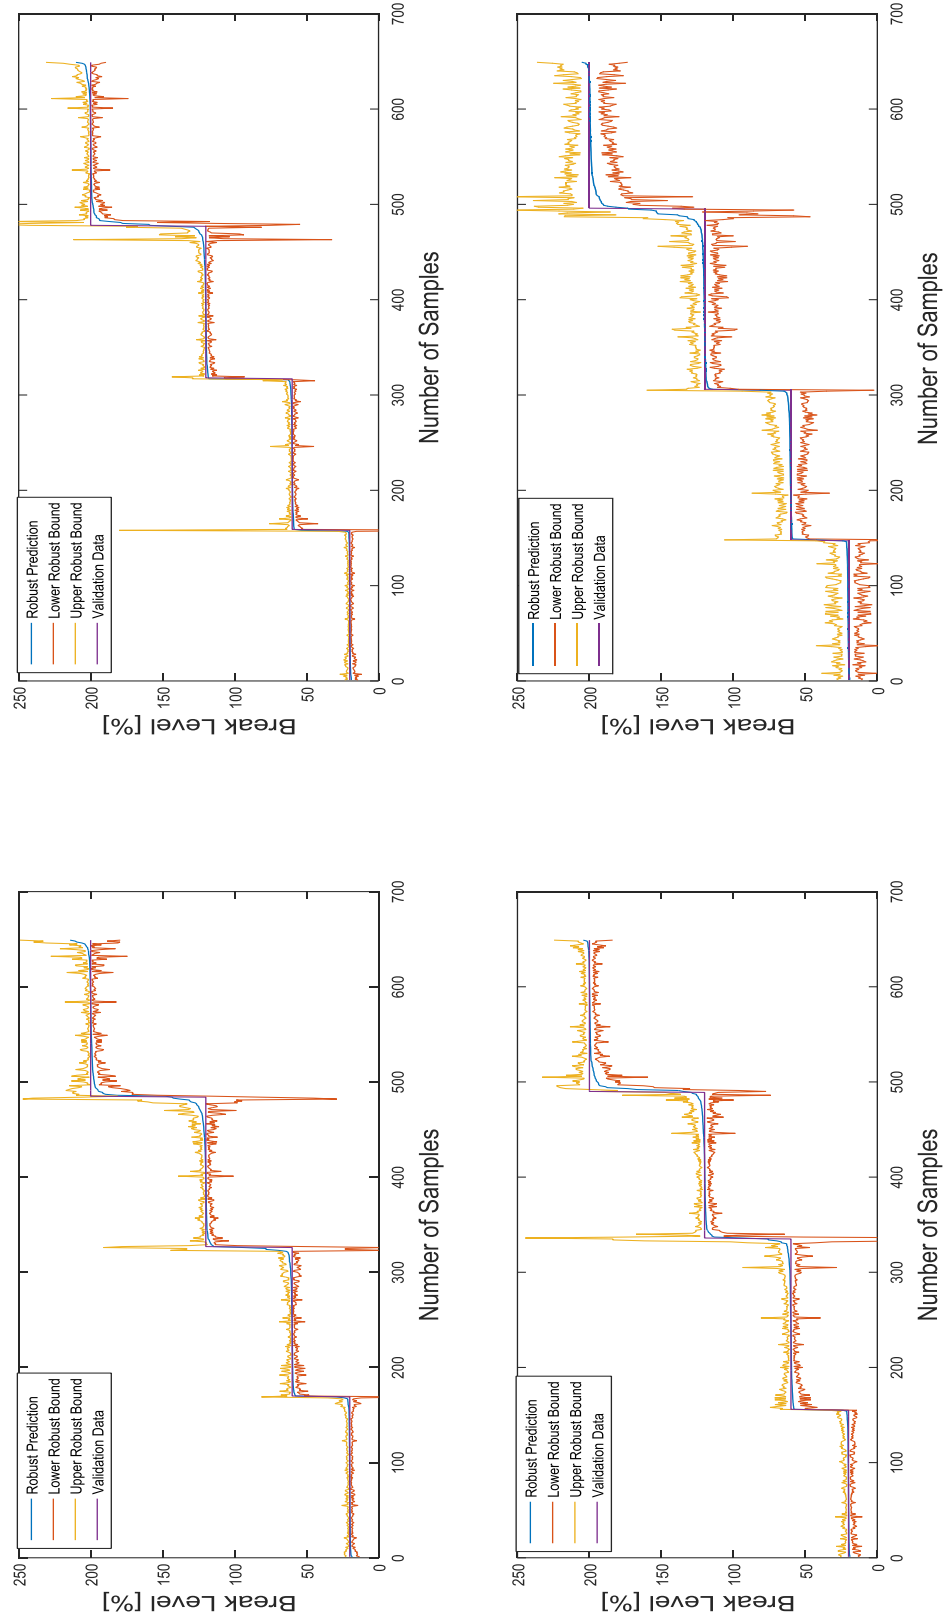 Break Level [%]
250
200
150
100
50
0
Robust Prediction
Lower Robust Bound
Upper Robust Bound
Validation Data
0
100
200
300
400
500
600
700
Number of Samples
Break Level [%]
250
200
150
100
50
0
Robust Prediction
Lower Robust Bound
Upper Robust Bound
Validation Data
0
100
200
300
400
500
600
700
Number of Samples
Break Level [%]
250
200
150
100
50
0
Robust Prediction
Lower Robust Bound
Upper Robust Bound
Validation Data
0
100
200
300
400
500
600
700
Number of Samples
Break Level [%]
250
200
150
100
50
0
Robust Prediction
Lower Robust Bound
Upper Robust Bound
Validation Data
0
100
200
300
400
500
600
700
Number of Samples